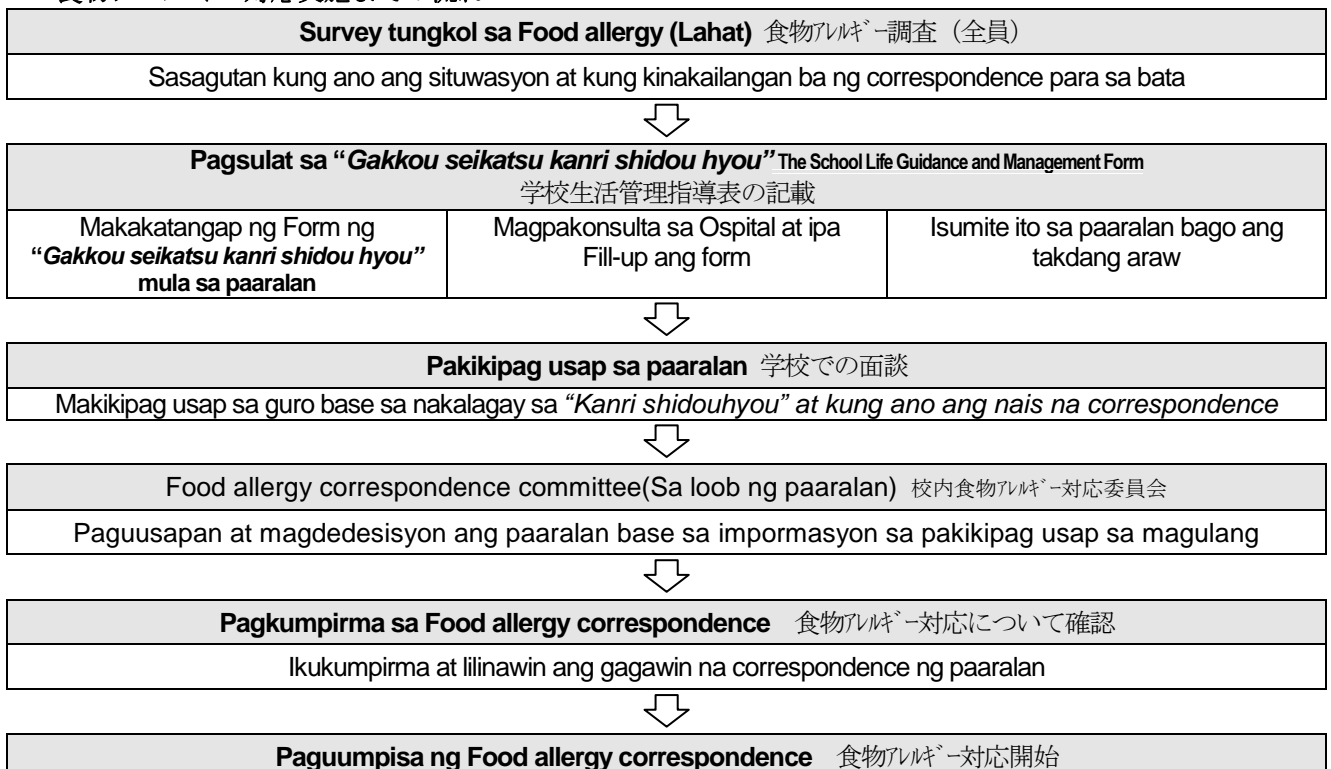 Survey tungkol sa Food allergy (Lahat) 食物ｱﾚﾙｷﾞｰ調査（全員）
Sasagutan kung ano ang situwasyon at kung kinakailangan ba ng correspondence para sa bata
Pagsulat sa “Gakkou seikatsu kanri shidou hyou” The School Life Guidance and Management Form
学校生活管理指導表の記載
Makakatangap ng Form ng
“Gakkou seikatsu kanri shidou hyou”
mula sa paaralan
Magpakonsulta sa Ospital at ipa
Fill-up ang form
Isumite ito sa paaralan bago ang
takdang araw
Pakikipag usap sa paaralan 学校での面談
Makikipag usap sa guro base sa nakalagay sa “Kanri shidouhyou” at kung ano ang nais na correspondence
Food allergy correspondence committee(Sa loob ng paaralan) 校内食物ｱﾚﾙｷﾞｰ対応委員会
Paguusapan at magdedesisyon ang paaralan base sa impormasyon sa pakikipag usap sa magulang
Pagkumpirma sa Food allergy correspondence 食物ｱﾚﾙｷﾞｰ対応について確認
Ikukumpirma at lilinawin ang gagawin na correspondence ng paaralan
Paguumpisa ng Food allergy correspondence 食物ｱﾚﾙｷﾞｰ対応開始